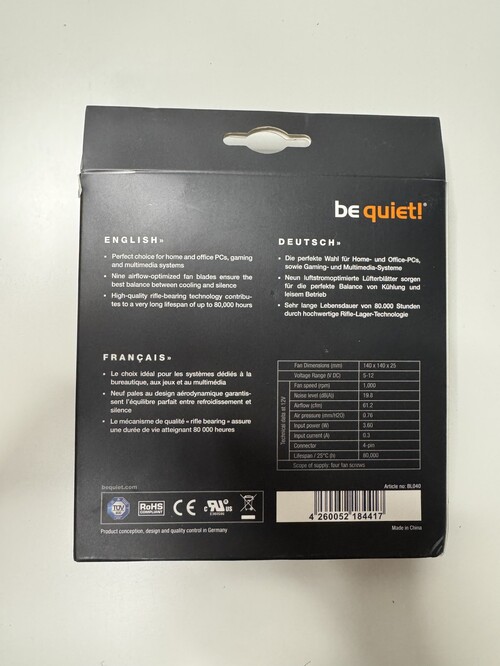 be quiet!®
ENGLISH»
• Perfect choice for home and office PCs, gaming
and multimedia systems
• Nine airflow-optimized fan blades ensure the
best balance between cooling and silence
• High-quality rifle-bearing technology contribu-
tes to a very long lifespan of up to 80,000 hours
DEUTSCH»
• Die perfekte Wahl für Home- und Office-PCs,
sowie Gaming- und Multimedia-Systeme
• Neun luftstromoptimierte Lüfterblätter sorgen
für die perfekte Balance von Kühlung und
leisem Betrieb
• Sehr lange Lebensdauer von 80.000 Stunden
durch hochwertige Rifle-Lager-Technologie
FRANÇAIS»
• Le choix idéal pour les systèmes dédiés à la
bureautique, aux jeux et au multimédia
• Neuf pales au design aérodynamique garantis-
sent l'équilibre parfait entre refroidissement et
silence
• Le mécanisme de qualité « rifle bearing » assure
une durée de vie atteignant 80 000 heures
Technical data at 12V
Fan Dimensions (mm) 140 x 140 x 25
Voltage Range (V DC) 5-12
Fan speed (rpm) 1,000
Noise level (dB(A)) 19.8
Airflow (cfm) 61.2
Air pressure (mm/H2O) 0.76
Input power (W) 3.60
Input current (A) 0.3
Connector 4-pin
Lifespan / 25°C (h) 80,000
Scope of supply: four fan screws
bequiet.com
Article no: BL040
TÜV
RoHS
COMPLIANT
CE
c RU us
4 260052 184417
Product conception, design and quality control in Germany
Made in China